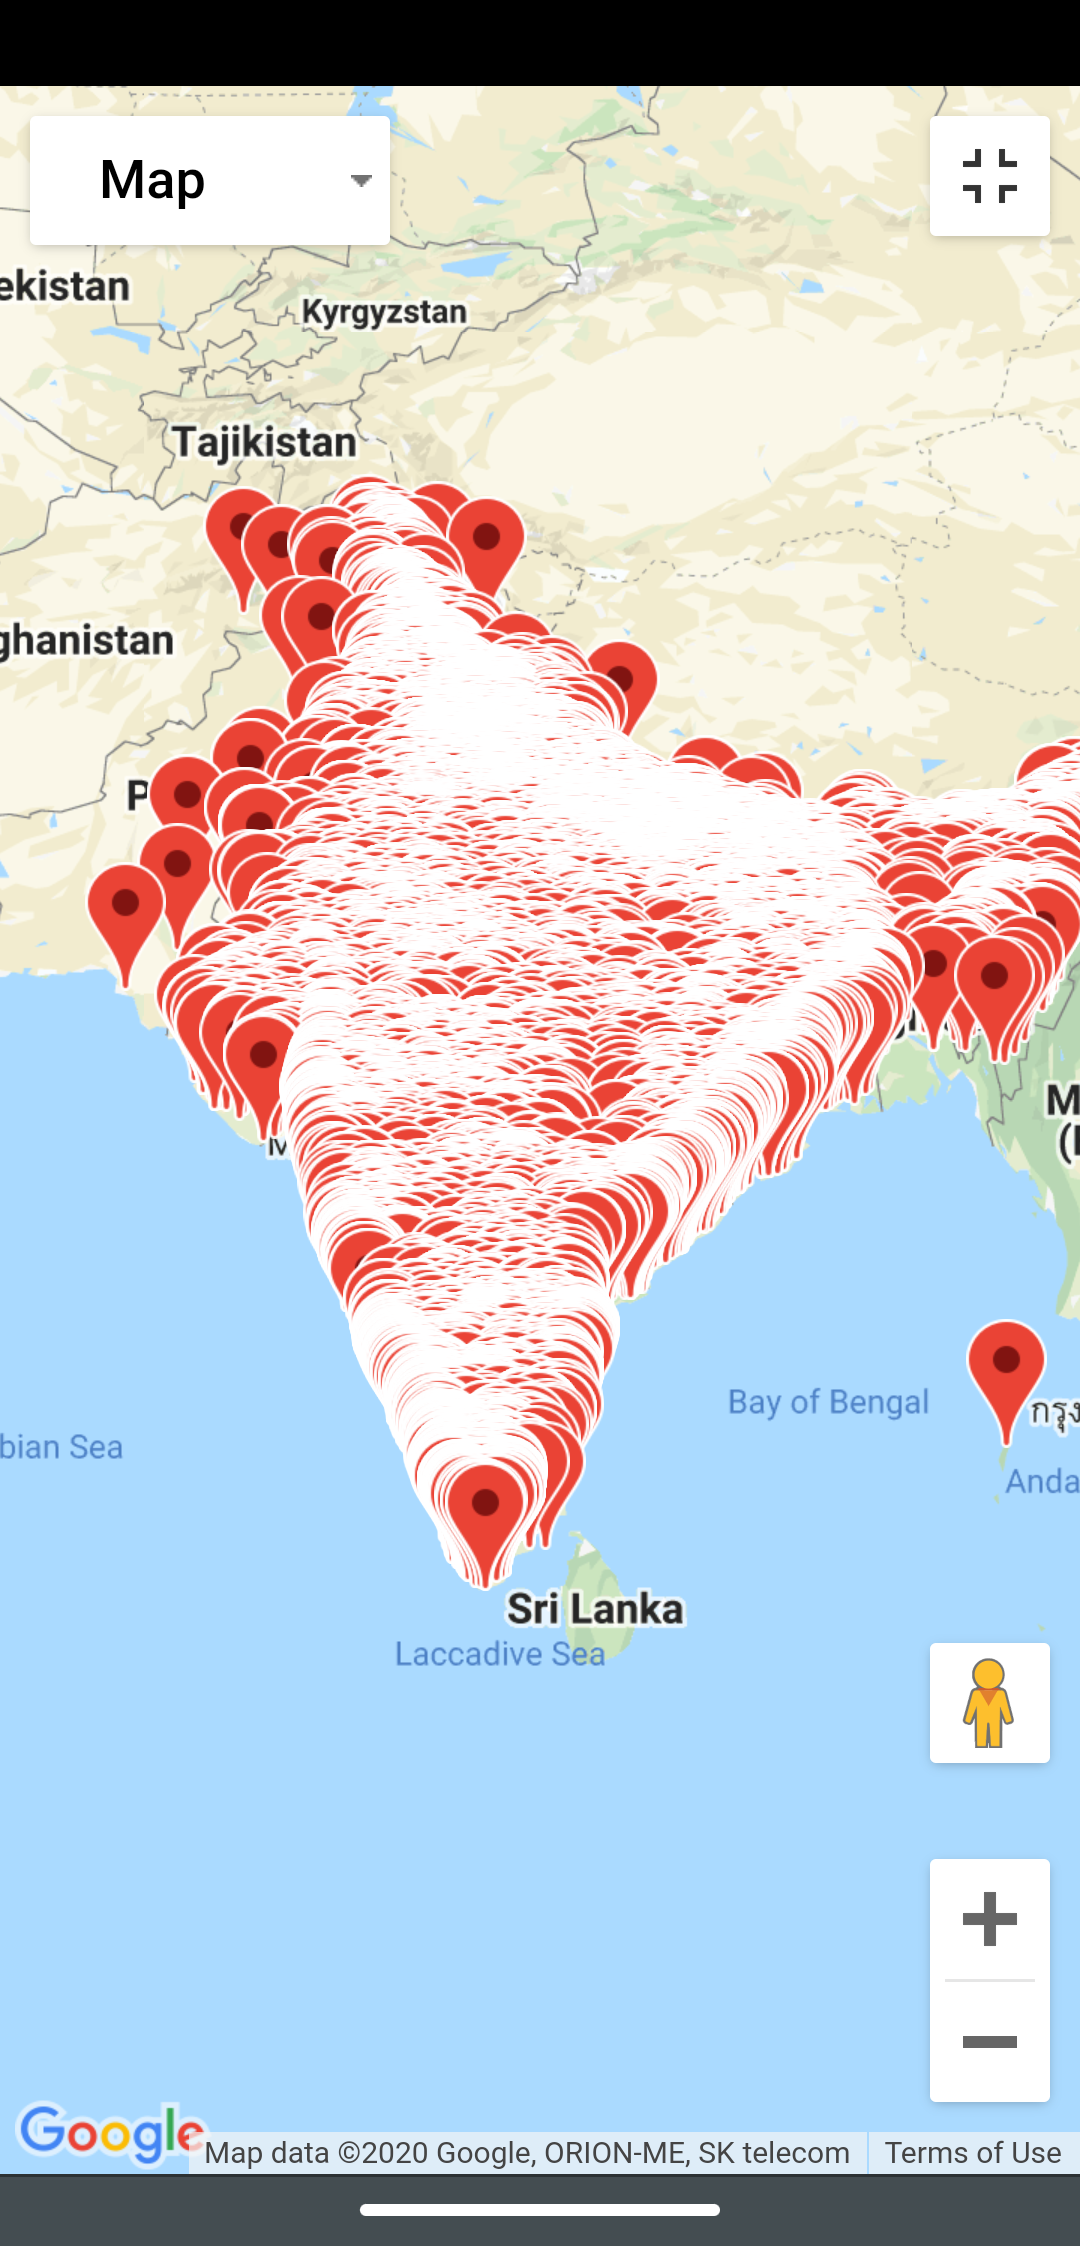 Map
ekistan
Kyrgyzstan
Tajikistan
ghanistan
P
M
(
Bay of Bengal
กรุง
bian Sea
Anda
Sri Lanka
Laccadive Sea
Google
Map data ©2020 Google, ORION-ME, SK telecom
Terms of Use